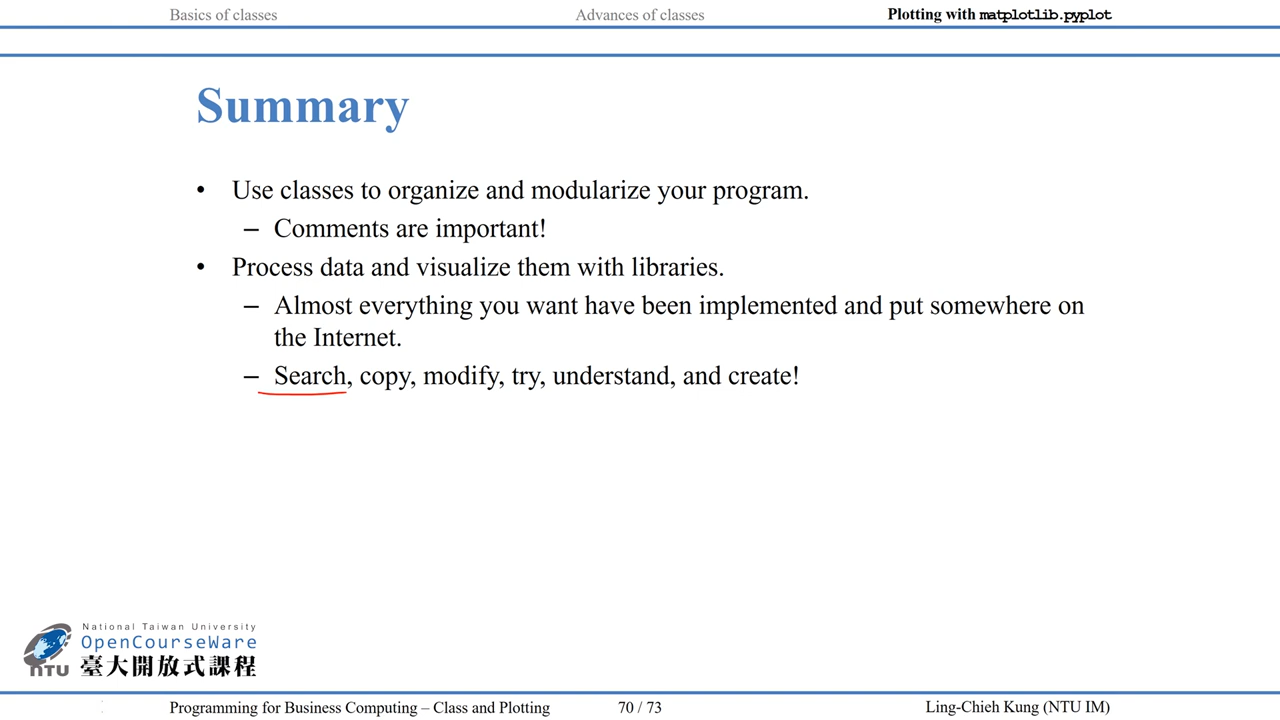 Basics of classes
Advances of classes
Plotting with matplotlib.pyplot
Summary
• Use classes to organize and modularize your program.
– Comments are important!
• Process data and visualize them with libraries.
– Almost everything you want have been implemented and put somewhere on
the Internet.
– Search, copy, modify, try, understand, and create!
National Taiwan University
OpenCourseWare
NTU 臺大開放式課程
Programming for Business Computing – Class and Plotting
70 / 73
Ling-Chieh Kung (NTU IM)